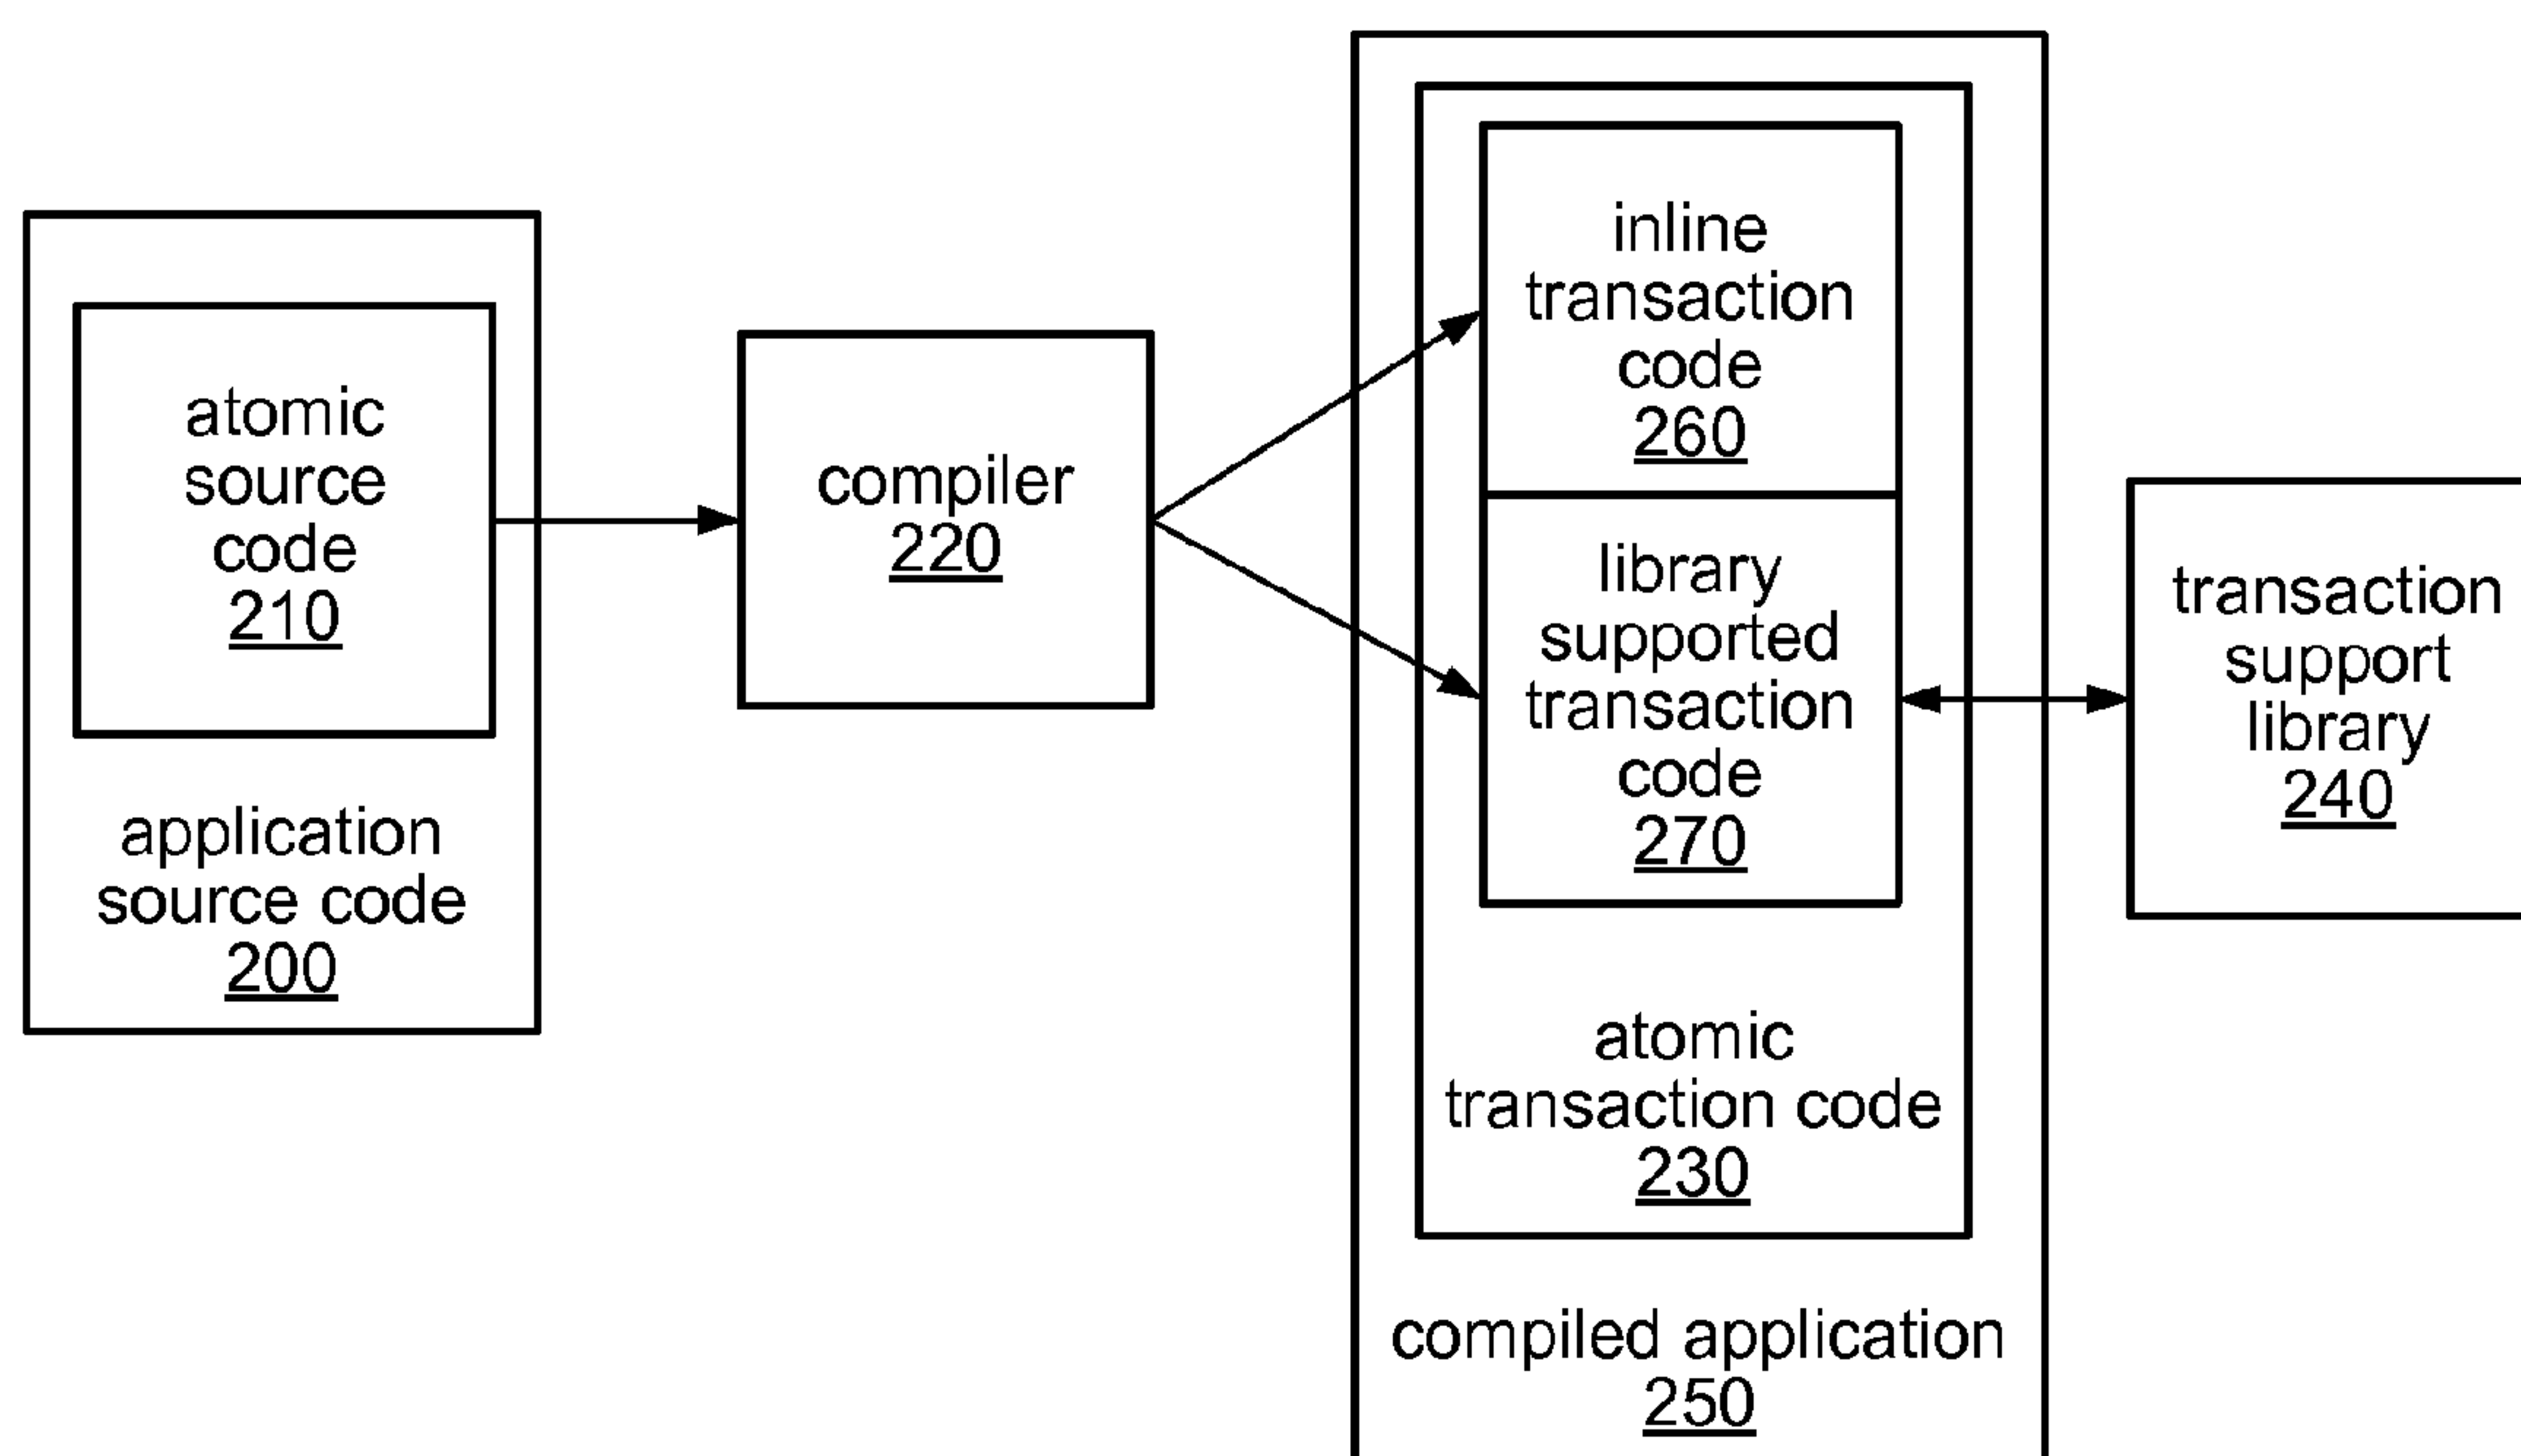 atomic
source
code
210
application
source code
200
compiler
220
inline
transaction
code
260
library
supported
transaction
code
270
atomic
transaction code
230
compiled application
250
transaction
support
library
240